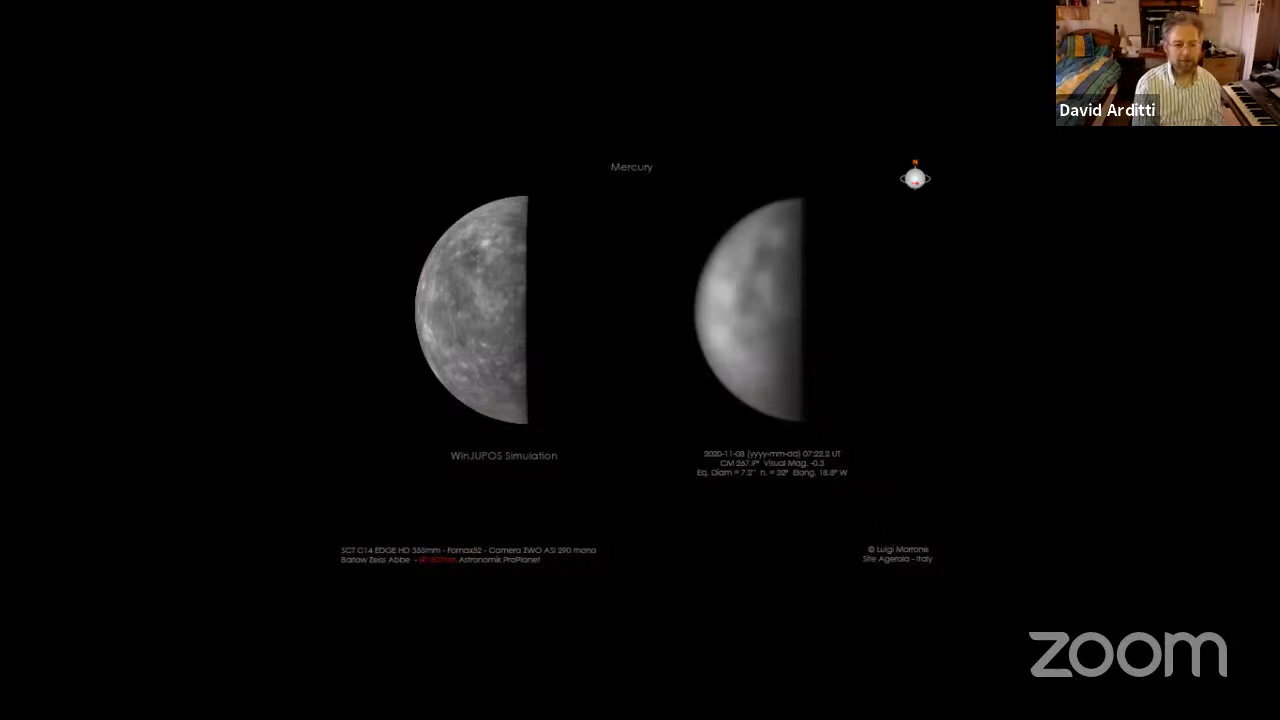 David Arditti
Mercury
N
WinJUPOS Simulation
2020-11-08 (yyyy-mm-dd) 07:22,2 UT
CM 267.9° Visual Mag. -0.3
Eq. Diam = 7.2" h. = 32° Elong. 18.8° W
SCT C14 EDGE HD 355mm - Fornax52 - Camera ZWO ASI 290 mono
Barlow Zeiss Abbe - Astronomik ProPlanet
© Luigi Morrone
Site Agerola - Italy
zoom